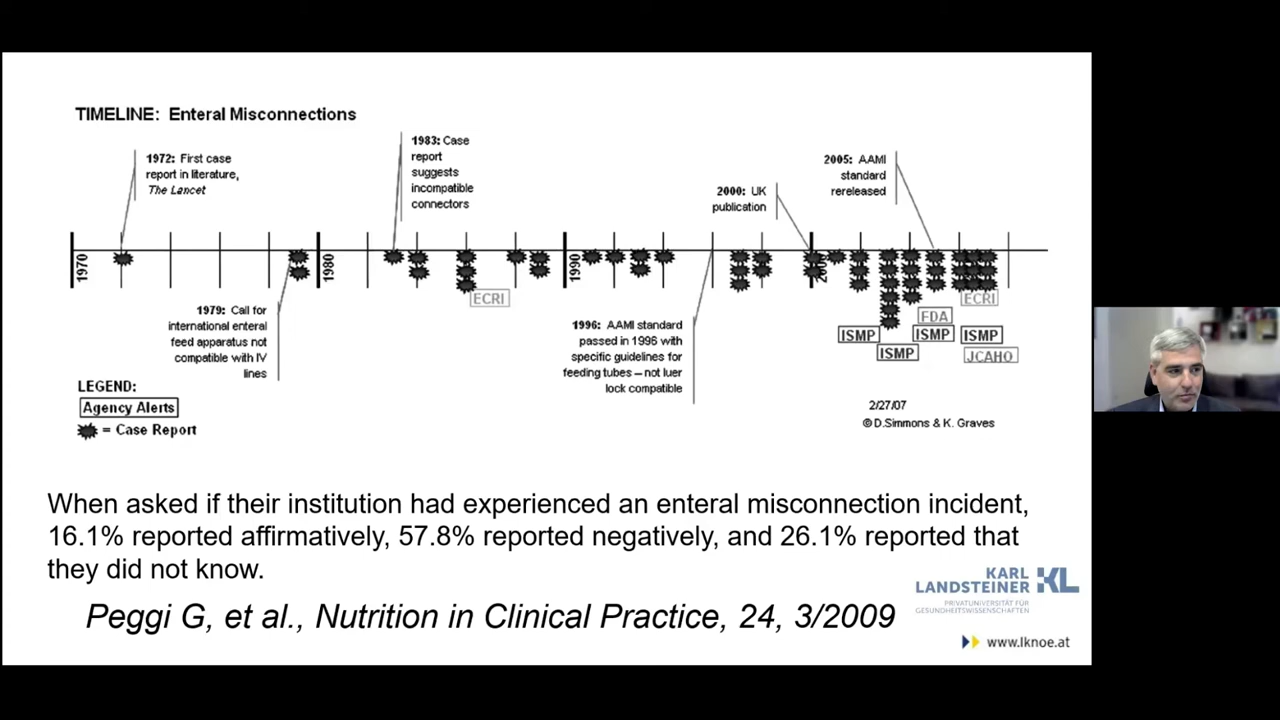 TIMELINE: Enteral Misconnections
1972: First case
report in literature,
The Lancet
1983: Case
report
suggests
incompatible
connectors
2000: UK
publication
2005: AAMI
standard
rereleased
1970
1980
1990
1979: Call for
international enteral
feed apparatus not
compatible with IV
lines
ECRI
1996: AAMI standard
passed in 1996 with
specific guidelines for
feeding tubes – not luer
lock compatible
ECRI
FDA
ISMP
ISMP
ISMP
ISMP
JCAHO
LEGEND:
Agency Alerts
= Case Report
2/27/07
© D.Simmons & K. Graves
When asked if their institution had experienced an enteral misconnection incident,
16.1% reported affirmatively, 57.8% reported negatively, and 26.1% reported that
they did not know.
Peggi G, et al., Nutrition in Clinical Practice, 24, 3/2009
KARL
LANDSTEINER KL
PRIVATUNIVERSITÄT FÜR
GESUNDHEITSWISSENSCHAFTEN
www.lknoe.at